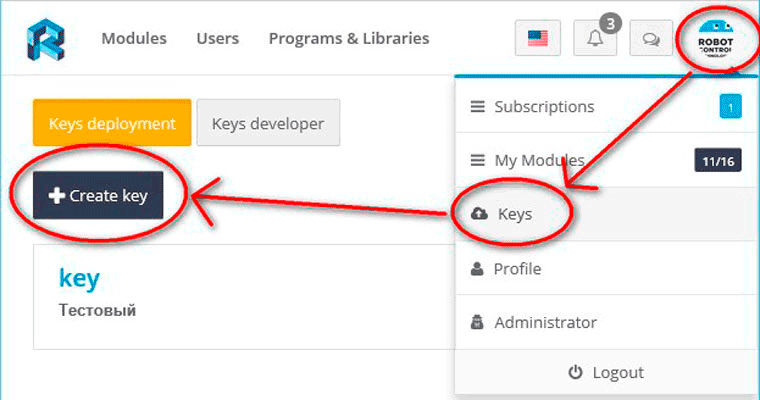 Modules Users Programs & Libraries
3
ROBOT
CONTROL
Keys deployment Keys developer
Subscriptions 1
My Modules 11/16
Create key
Keys
key
Тестовый
Profile
Administrator
Logout